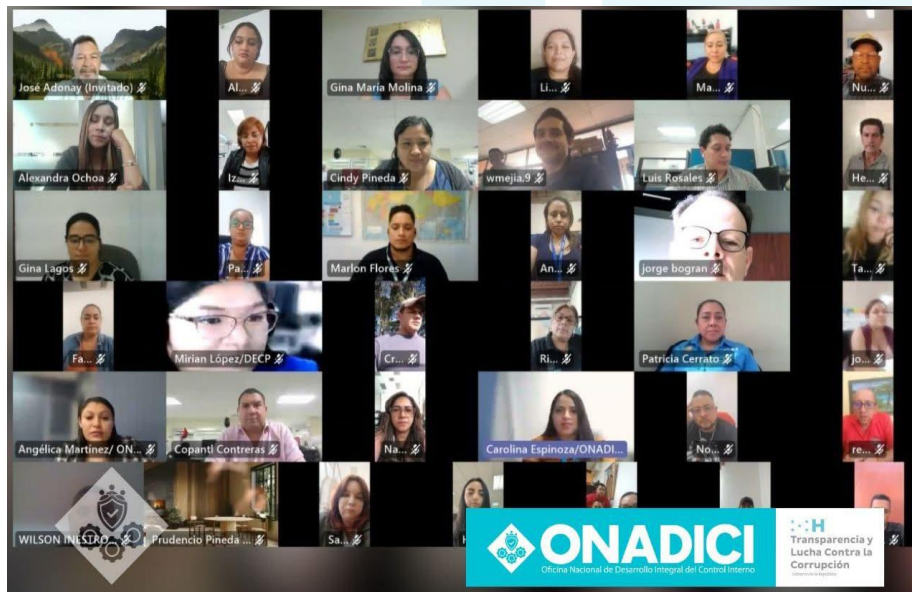 José Adonay (Invitado)
Al...
Gina María Molina
Li...
Ma...
Nu...
Alexandra Ochoa
Iz...
Cindy Pineda
wmejia.9
Luis Rosales
He...
Gina Lagos
Pa...
Marlon Flores
An...
jorge bogran
Ta...
Fa...
Mirian López/DECP
Cr...
Ri...
Patricia Cerrato
jo...
Angélica Martínez/ ON...
Copantl Contreras
Na...
Carolina Espinoza/ONADI...
No...
re...
WILSON INESTRO...
Prudencio Pineda ...
Sa...
ONADICI
Oficina Nacional de Desarrollo Integral del Control Interno
H
Transparencia y
Lucha Contra la
Corrupción